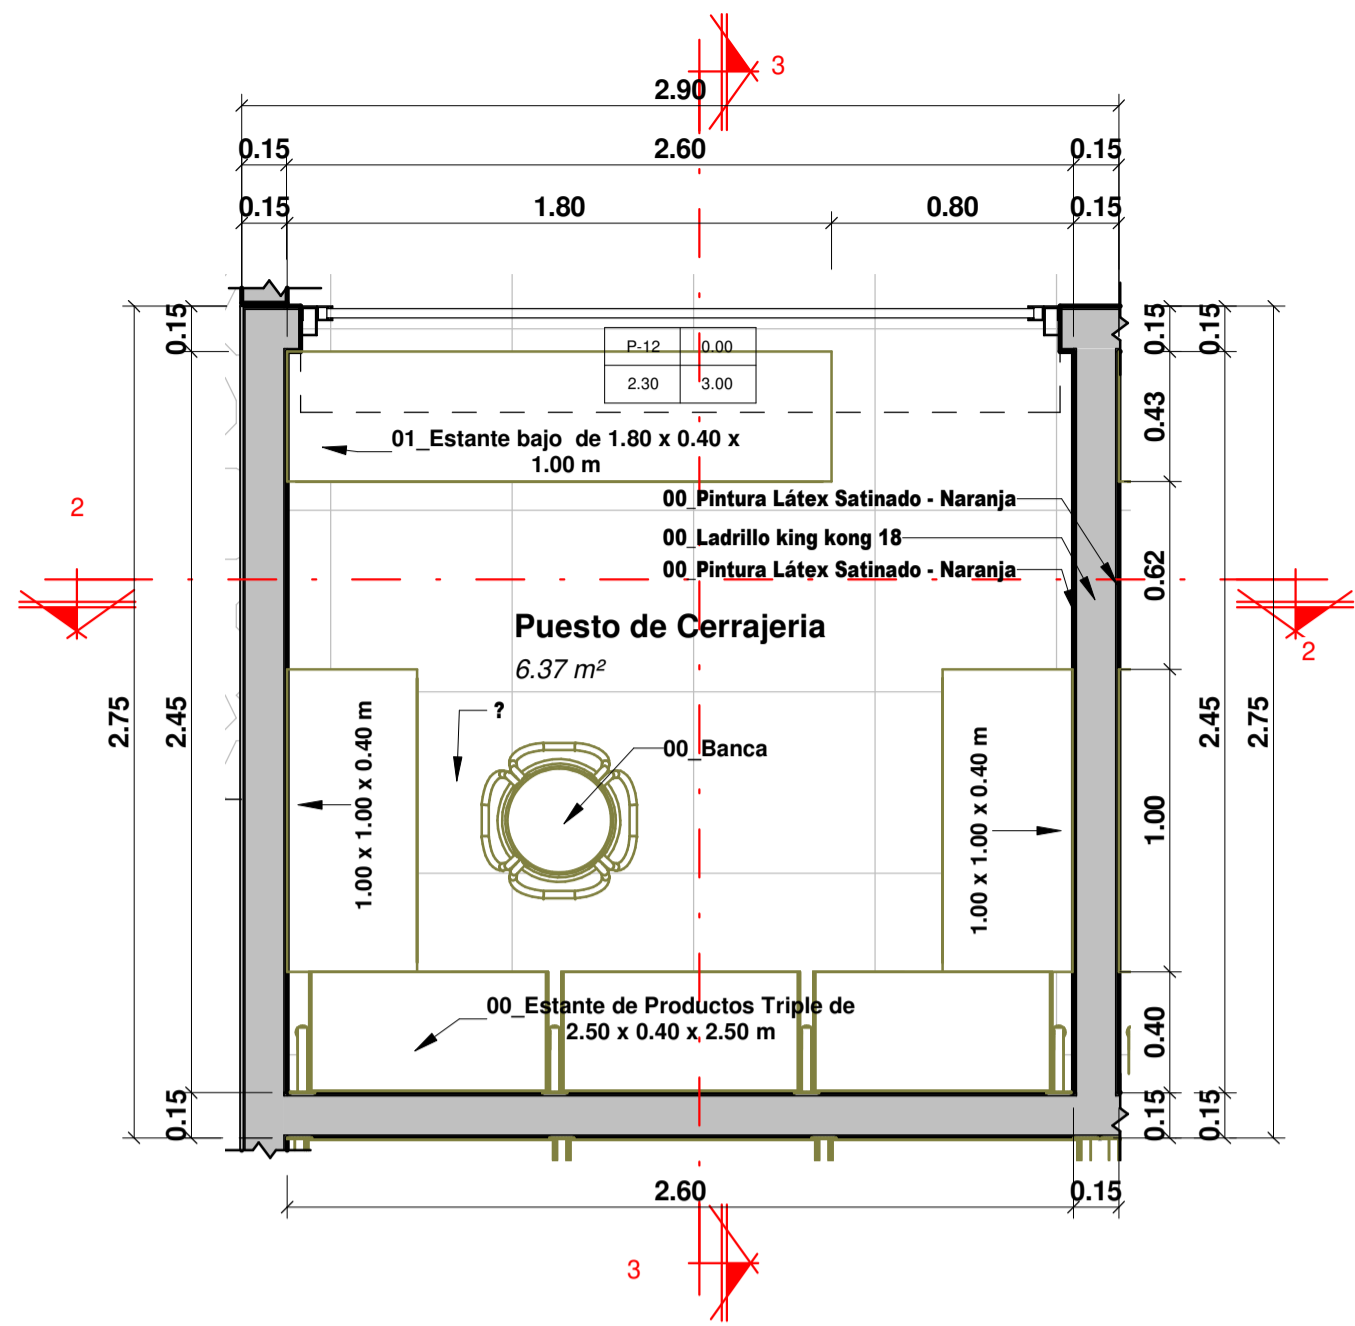 3
2.90
0.15
2.60
0.15
0.15
1.80
0.80
0.15
0.15
0.15
0.15
P-12
0.00
2.30
3.00
0.43
01_Estante bajo de 1.80 x 0.40 x
1.00 m
00_Pintura Látex Satinado - Naranja
2
00_Ladrillo king kong 18
00_Pintura Látex Satinado - Naranja
0.62
Puesto de Cerrajeria
2
6.37 m²
?
2.75
2.45
2.45
2.75
00_Banca
1.00 x 1.00 x 0.40 m
1.00 x 1.00 x 0.40 m
1.00
00_Estante de Productos Triple de
2.50 x 0.40 x 2.50 m
0.40
0.15
0.15
0.15
2.60
0.15
3